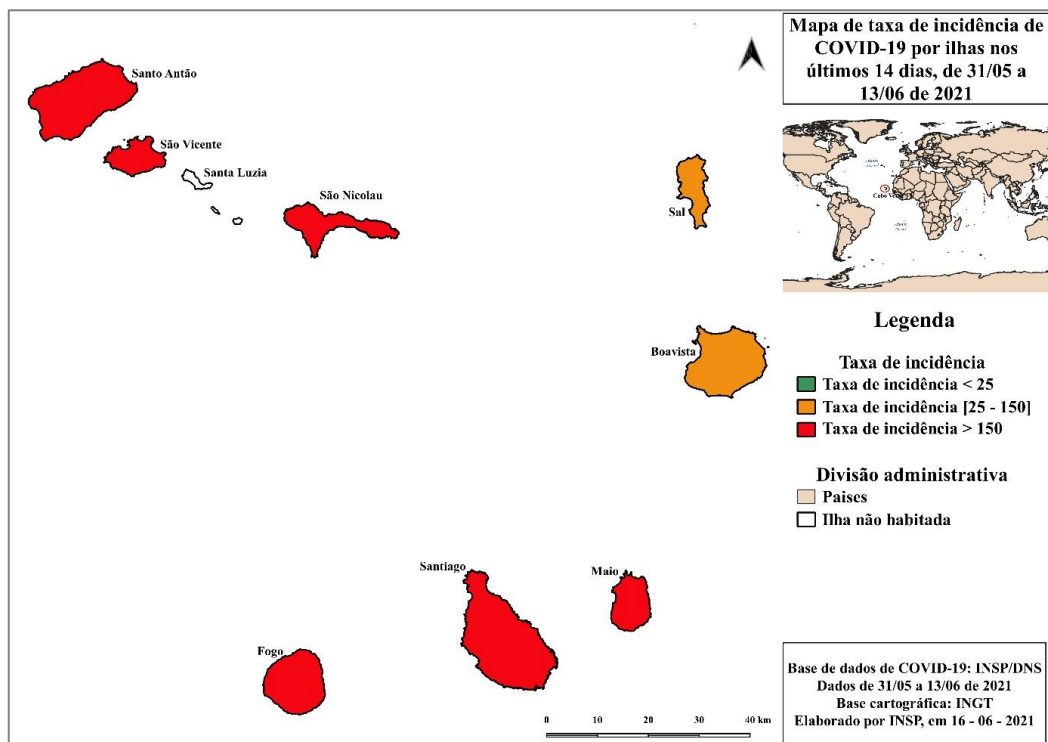 Mapa de taxa de incidência de
COVID-19 por ilhas nos
últimos 14 dias, de 31/05 a
13/06 de 2021
Santo Antão
São Vicente
Santa Luzia
São Nicolau
Sal
Boavista
Santiago
Maio
Fogo
Legenda
Taxa de incidência
Taxa de incidência < 25
Taxa de incidência [25 - 150]
Taxa de incidência > 150
Divisão administrativa
Paises
Ilha não habitada
0 10 20 30 40 km
Base de dados de COVID-19: INSP/DNS
Dados de 31/05 a 13/06 de 2021
Base cartográfica: INGT
Elaborado por INSP, em 16 - 06 - 2021